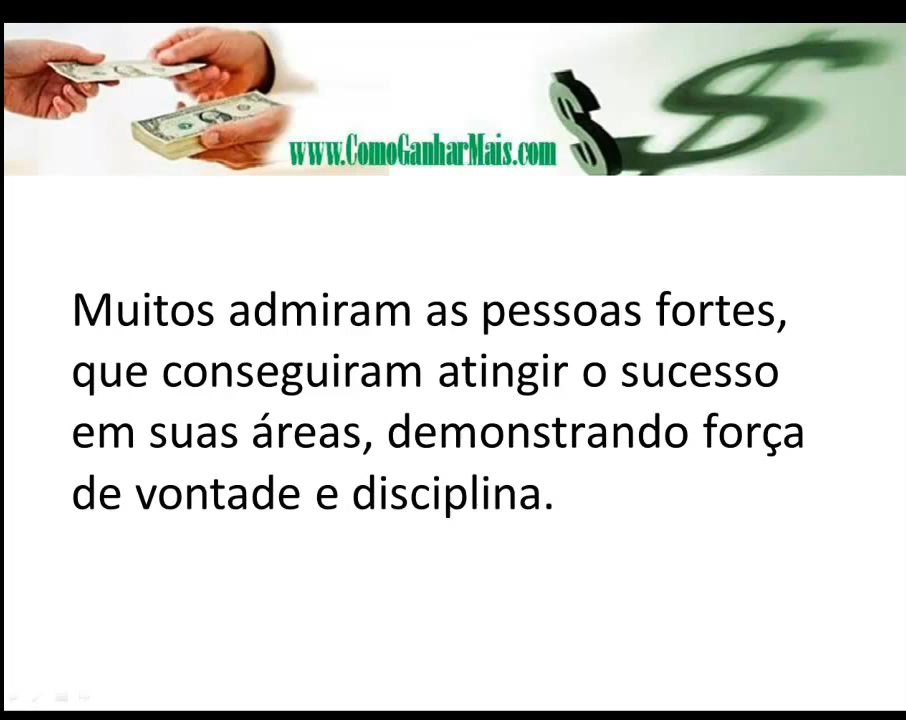 www.ComoGanharMais.com
Muitos admiram as pessoas fortes,
que conseguiram atingir o sucesso
em suas áreas, demonstrando força
de vontade e disciplina.